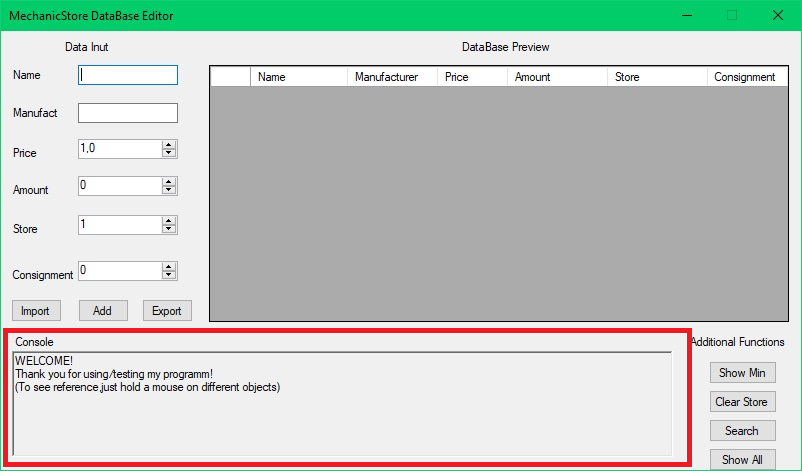 MechanicStore DataBase Editor
Data Inut
DataBase Preview
Name
Manufact
Price 1,0
Amount 0
Store 1
Consignment 0
Import Add Export
Name Manufacturer Price Amount Store Consignment
Console
WELCOME!
Thank you for using/testing my programm!
(To see reference,just hold a mouse on different objects)
Additional Functions
Show Min
Clear Store
Search
Show All